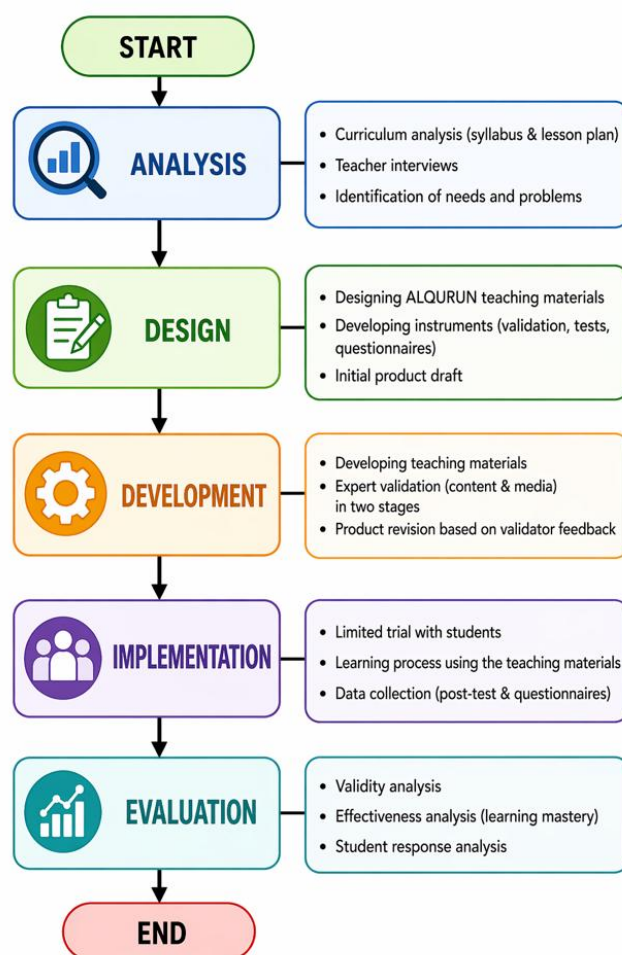 START
ANALYSIS
• Curriculum analysis (syllabus & lesson plan)
• Teacher interviews
• Identification of needs and problems
DESIGN
• Designing ALQURUN teaching materials
• Developing instruments (validation, tests,
questionnaires)
• Initial product draft
DEVELOPMENT
• Developing teaching materials
• Expert validation (content & media)
in two stages
• Product revision based on validator feedback
IMPLEMENTATION
• Limited trial with students
• Learning process using the teaching materials
• Data collection (post-test & questionnaires)
EVALUATION
• Validity analysis
• Effectiveness analysis (learning mastery)
• Student response analysis
END